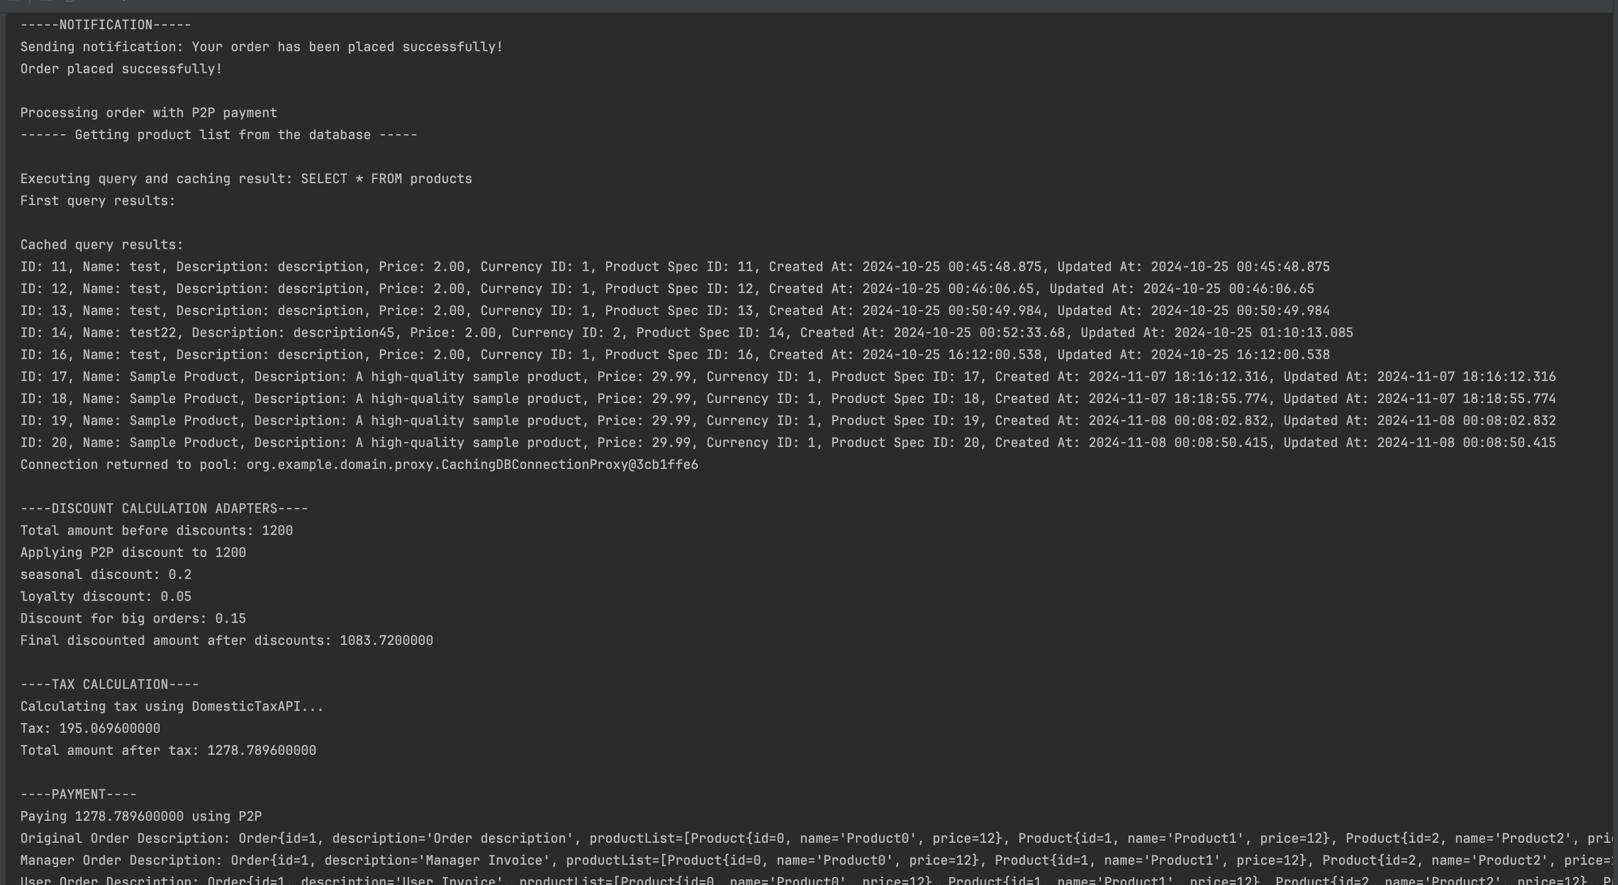 -----NOTIFICATION-----
Sending notification: Your order has been placed successfully!
Order placed successfully!
Processing order with P2P payment
------ Getting product list from the database -----
Executing query and caching result: SELECT * FROM products
First query results:
Cached query results:
ID: 11, Name: test, Description: description, Price: 2.00, Currency ID: 1, Product Spec ID: 11, Created At: 2024-10-25 00:45:48.875, Updated At: 2024-10-25 00:45:48.875
ID: 12, Name: test, Description: description, Price: 2.00, Currency ID: 1, Product Spec ID: 12, Created At: 2024-10-25 00:46:06.65, Updated At: 2024-10-25 00:46:06.65
ID: 13, Name: test, Description: description, Price: 2.00, Currency ID: 1, Product Spec ID: 13, Created At: 2024-10-25 00:50:49.984, Updated At: 2024-10-25 00:50:49.984
ID: 14, Name: test22, Description: description45, Price: 2.00, Currency ID: 2, Product Spec ID: 14, Created At: 2024-10-25 00:52:33.68, Updated At: 2024-10-25 01:10:13.085
ID: 16, Name: test, Description: description, Price: 2.00, Currency ID: 1, Product Spec ID: 16, Created At: 2024-10-25 16:12:00.538, Updated At: 2024-10-25 16:12:00.538
ID: 17, Name: Sample Product, Description: A high-quality sample product, Price: 29.99, Currency ID: 1, Product Spec ID: 17, Created At: 2024-11-07 18:16:12.316, Updated At: 2024-11-07 18:16:12.316
ID: 18, Name: Sample Product, Description: A high-quality sample product, Price: 29.99, Currency ID: 1, Product Spec ID: 18, Created At: 2024-11-07 18:18:55.774, Updated At: 2024-11-07 18:18:55.774
ID: 19, Name: Sample Product, Description: A high-quality sample product, Price: 29.99, Currency ID: 1, Product Spec ID: 19, Created At: 2024-11-08 00:08:02.832, Updated At: 2024-11-08 00:08:02.832
ID: 20, Name: Sample Product, Description: A high-quality sample product, Price: 29.99, Currency ID: 1, Product Spec ID: 20, Created At: 2024-11-08 00:08:50.415, Updated At: 2024-11-08 00:08:50.415
Connection returned to pool: org.example.domain.proxy.CachingDBConnectionProxy@3cb1ffe6
----DISCOUNT CALCULATION ADAPTERS----
Total amount before discounts: 1200
Applying P2P discount to 1200
seasonal discount: 0.2
loyalty discount: 0.05
Discount for big orders: 0.15
Final discounted amount after discounts: 1083.7200000
----TAX CALCULATION----
Calculating tax using DomesticTaxAPI...
Tax: 195.069600000
Total amount after tax: 1278.789600000
----PAYMENT----
Paying 1278.789600000 using P2P
Original Order Description: Order{id=1, description='Order description', productList=[Product{id=0, name='Product0', price=12}, Product{id=1, name='Product1', price=12}, Product{id=2, name='Product2', pri
Manager Order Description: Order{id=1, description='Manager Invoice', productList=[Product{id=0, name='Product0', price=12}, Product{id=1, name='Product1', price=12}, Product{id=2, name='Product2', price=
User Order Description: Order{id=1, description='User Invoice', productList=[Product{id=0, name='Product0', price=12}, Product{id=1, name='Product1', price=12}, Product{id=2, name='Product2', price=12}, P